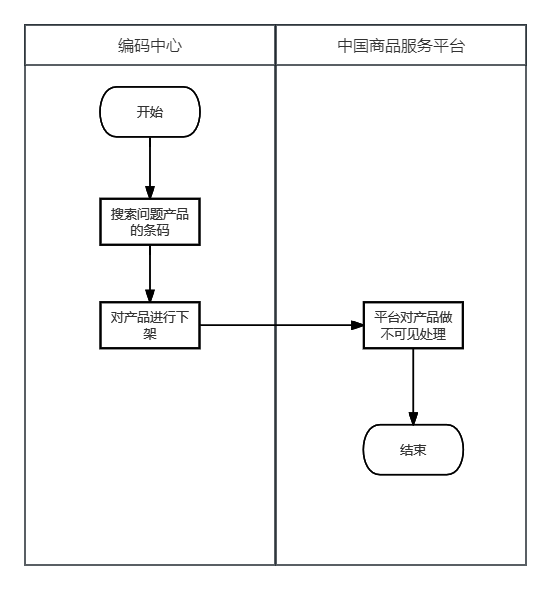 编码中心
中国商品服务平台
开始
搜索问题产品
的条码
对产品进行下
架
平台对产品做
不可见处理
结束